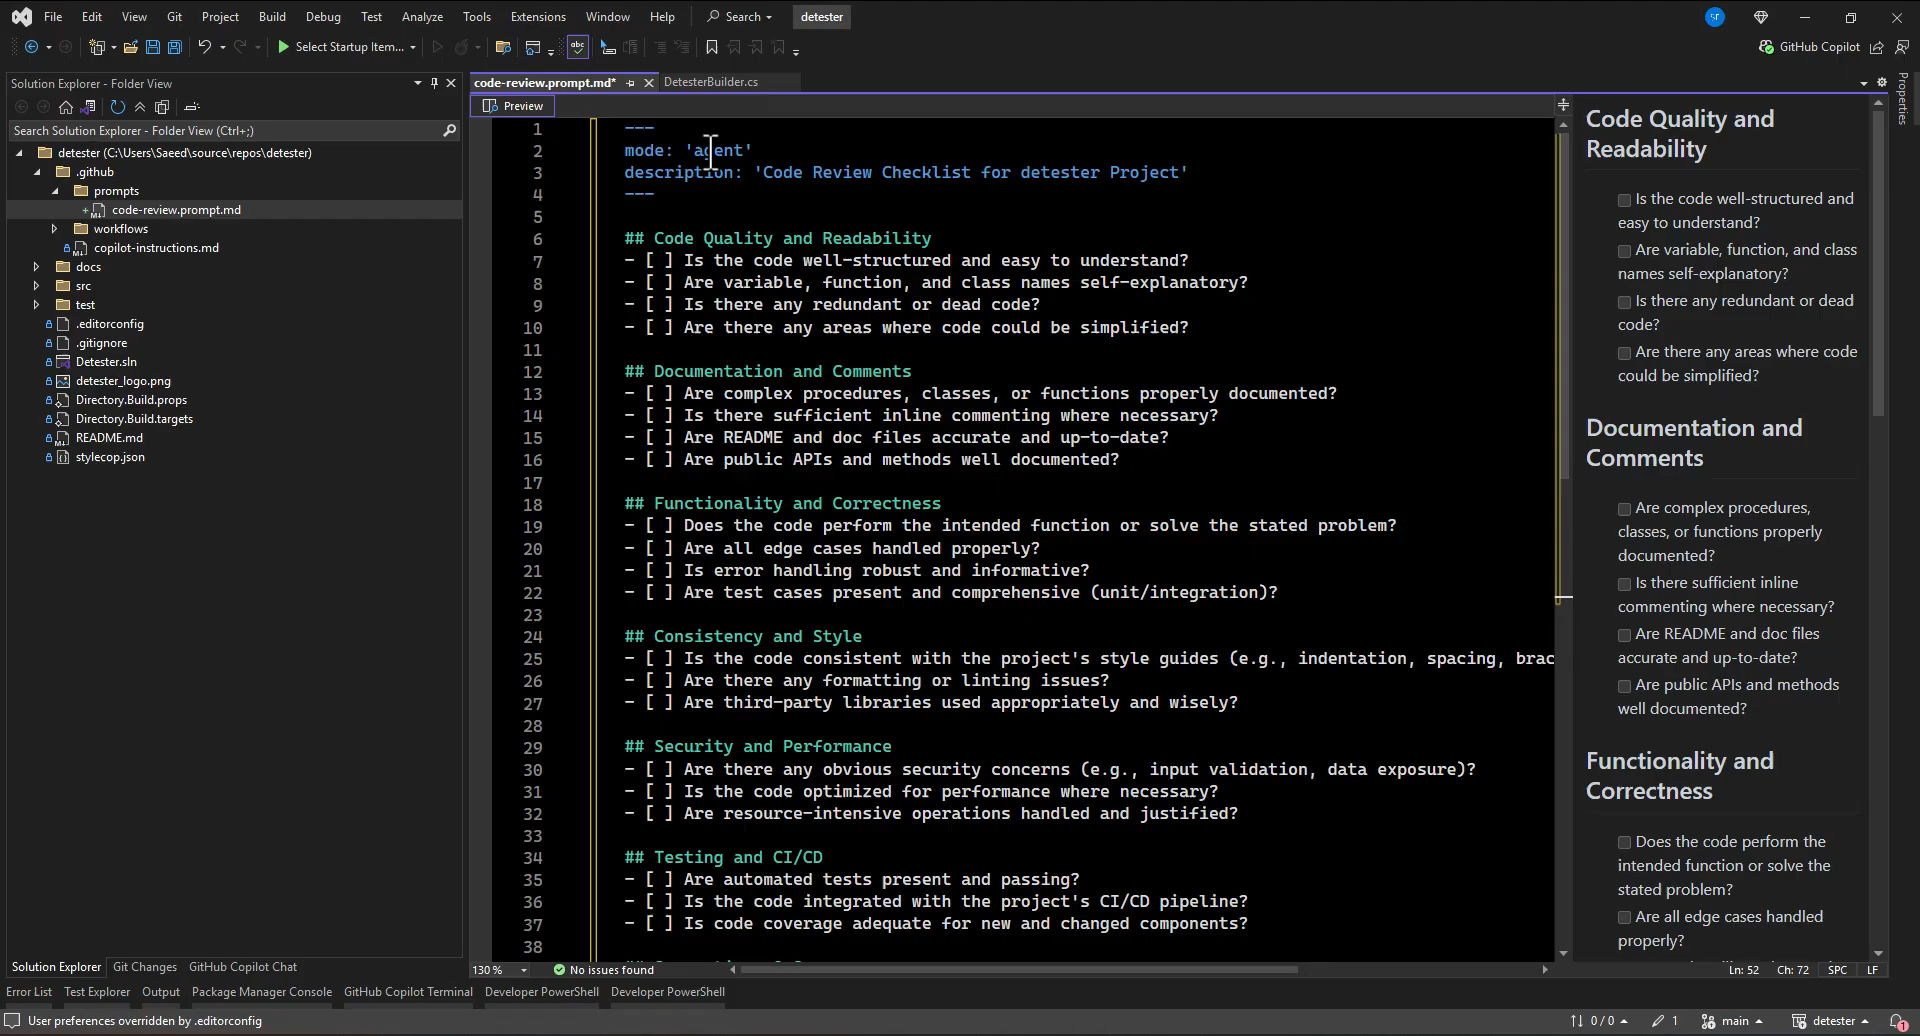 File Edit View Git Project Build Debug Test Analyze Tools Extensions Window Help Search detester
Select Startup Item... GitHub Copilot
Solution Explorer - Folder View
Search Solution Explorer - Folder View (Ctrl+;)
detester (C:\Users\Saeed\source\repos\detester)
.github
prompts
code-review.prompt.md
workflows
copilot-instructions.md
docs
src
test
.editorconfig
.gitignore
Detester.sln
detester_logo.png
Directory.Build.props
Directory.Build.targets
README.md
stylecop.json
Solution Explorer Git Changes GitHub Copilot Chat
code-review.prompt.md* DetesterBuilder.cs
Preview
1 ---
2 mode: 'agent'
3 description: 'Code Review Checklist for detester Project'
4 ---
5
6 ## Code Quality and Readability
7 - [ ] Is the code well-structured and easy to understand?
8 - [ ] Are variable, function, and class names self-explanatory?
9 - [ ] Is there any redundant or dead code?
10 - [ ] Are there any areas where code could be simplified?
11
12 ## Documentation and Comments
13 - [ ] Are complex procedures, classes, or functions properly documented?
14 - [ ] Is there sufficient inline commenting where necessary?
15 - [ ] Are README and doc files accurate and up-to-date?
16 - [ ] Are public APIs and methods well documented?
17
18 ## Functionality and Correctness
19 - [ ] Does the code perform the intended function or solve the stated problem?
20 - [ ] Are all edge cases handled properly?
21 - [ ] Is error handling robust and informative?
22 - [ ] Are test cases present and comprehensive (unit/integration)?
23
24 ## Consistency and Style
25 - [ ] Is the code consistent with the project's style guides (e.g., indentation, spacing, brac
26 - [ ] Are there any formatting or linting issues?
27 - [ ] Are third-party libraries used appropriately and wisely?
28
29 ## Security and Performance
30 - [ ] Are there any obvious security concerns (e.g., input validation, data exposure)?
31 - [ ] Is the code optimized for performance where necessary?
32 - [ ] Are resource-intensive operations handled and justified?
33
34 ## Testing and CI/CD
35 - [ ] Are automated tests present and passing?
36 - [ ] Is the code integrated with the project's CI/CD pipeline?
37 - [ ] Is code coverage adequate for new and changed components?
38
130 % No issues found Ln: 52 Ch: 72 SPC LF
Code Quality and
Readability
Is the code well-structured and
easy to understand?
Are variable, function, and class
names self-explanatory?
Is there any redundant or dead
code?
Are there any areas where code
could be simplified?
Documentation and
Comments
Are complex procedures,
classes, or functions properly
documented?
Is there sufficient inline
commenting where necessary?
Are README and doc files
accurate and up-to-date?
Are public APIs and methods
well documented?
Functionality and
Correctness
Does the code perform the
intended function or solve the
stated problem?
Are all edge cases handled
properly?
Properties
Error List Test Explorer Output Package Manager Console GitHub Copilot Terminal Developer PowerShell Developer PowerShell
User preferences overridden by .editorconfig 0 / 0 1 main detester 1